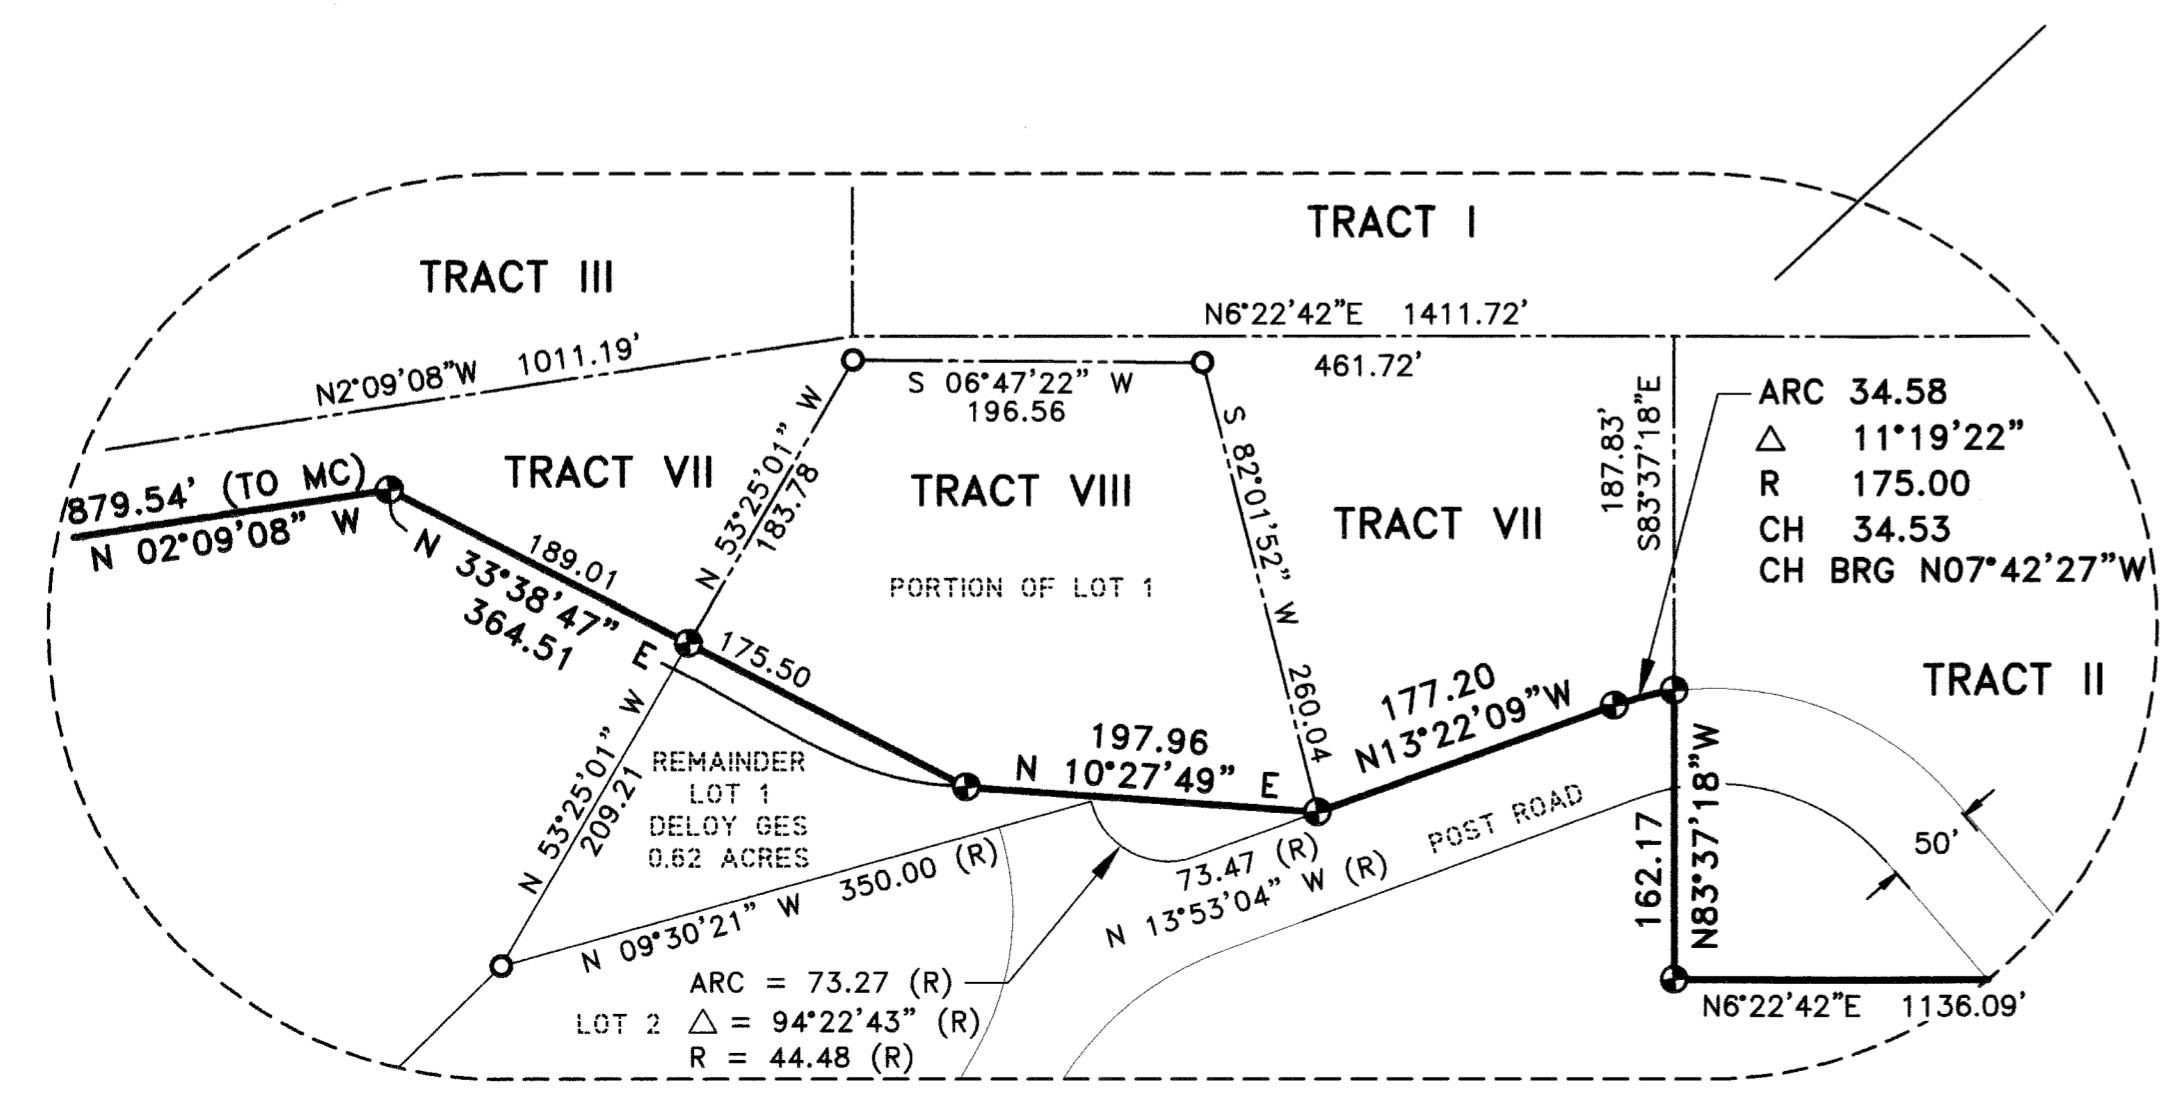 TRACT I
TRACT III
N6°22'42"E 1411.72'
N2°09'08"W 1011.19'
461.72'
S 06°47'22" W
196.56
187.83'
S83°37'18"E
ARC 34.58
△ 11°19'22"
R 175.00
CH 34.53
CH BRG N07°42'27"W
879.54' (TO MC)
N 02°09'08" W
TRACT VII
N 53°25'01" W
183.78
TRACT VIII
S 82°01'52" W 260.04
TRACT VII
PORTION OF LOT 1
189.01
N 33°38'47" E
364.51
175.50
TRACT II
177.20
N13°22'09"W
197.96
N 10°27'49" E
N 53°25'01" W
209.21
REMAINDER
LOT 1
DELOY GES
0.62 ACRES
N 09°30'21" W 350.00 (R)
73.47 (R)
N 13°53'04" W (R)
POST ROAD
162.17
N83°37'18"W
50'
ARC = 73.27 (R)
LOT 2 △ = 94°22'43" (R)
R = 44.48 (R)
N6°22'42"E 1136.09'